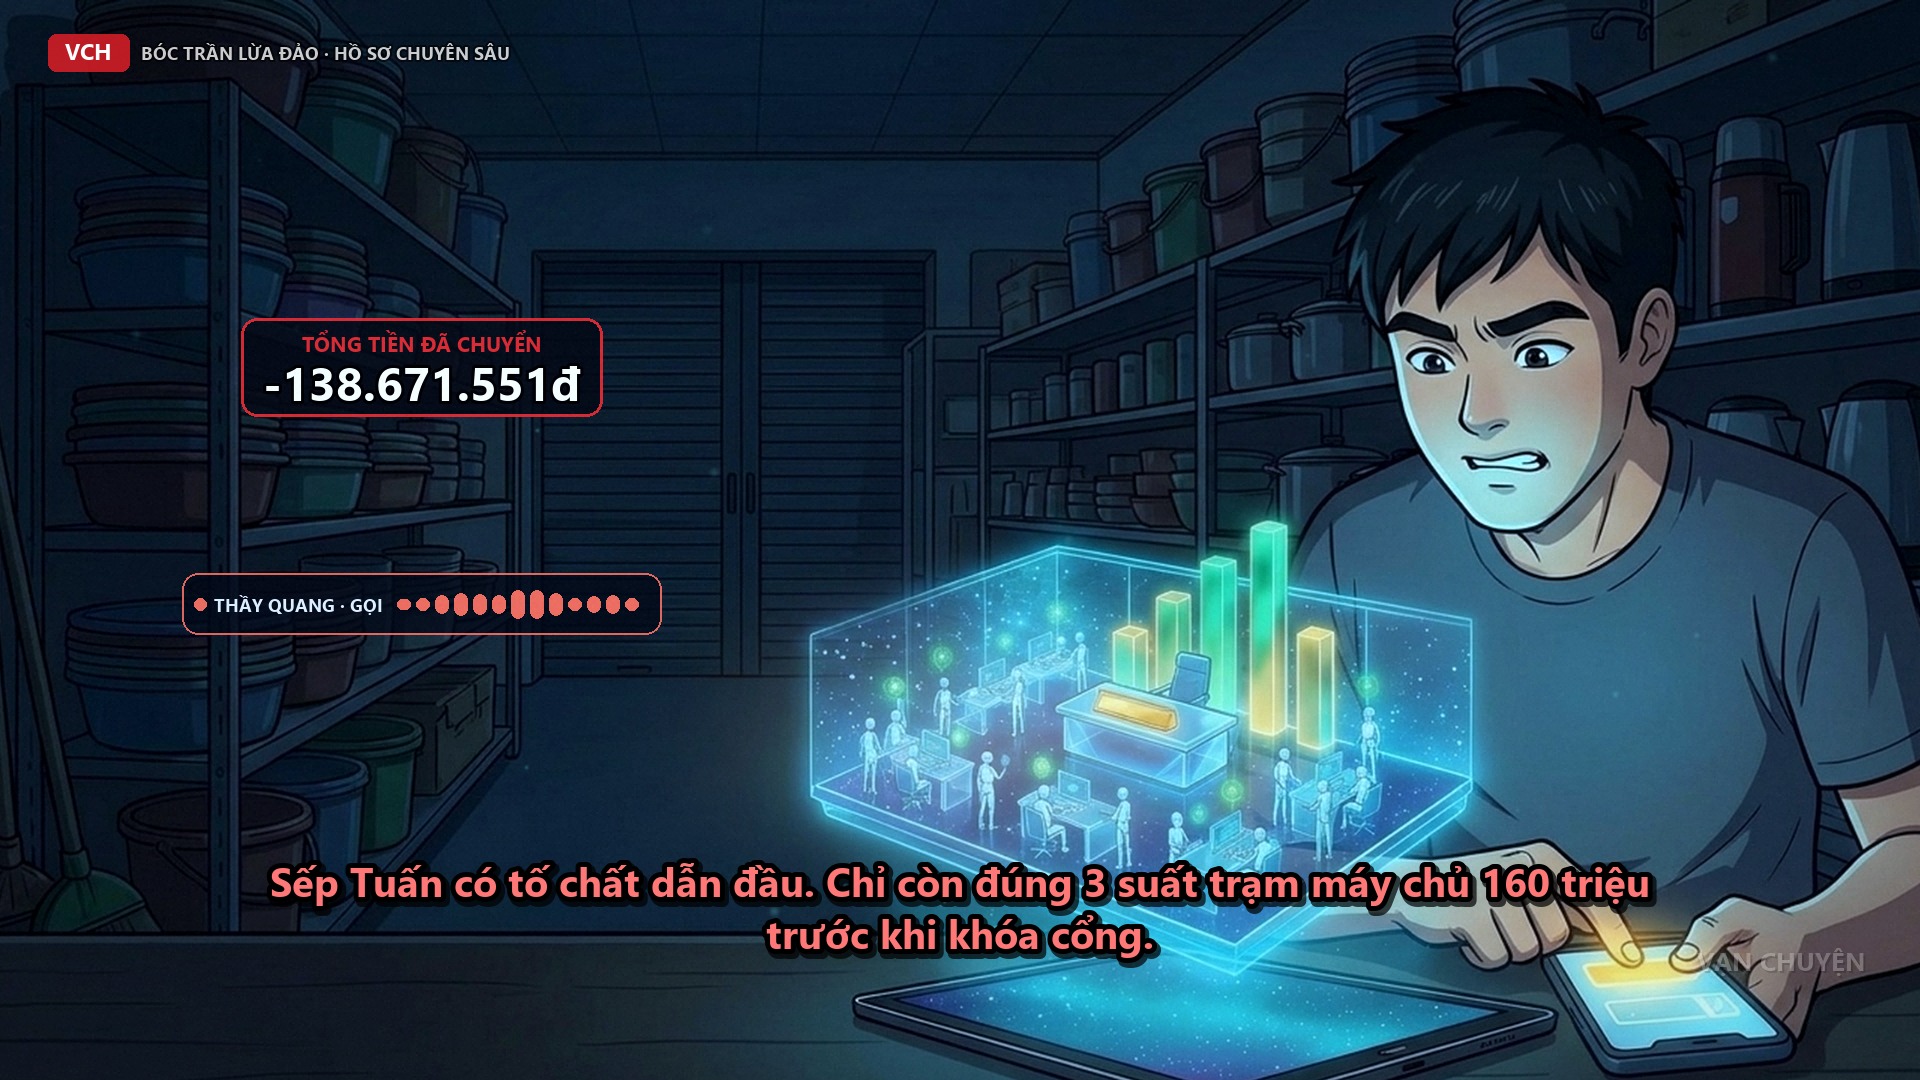 VCH BÓC TRẦN LỪA ĐẢO · HỒ SƠ CHUYÊN SÂU
TỔNG TIỀN ĐÃ CHUYỂN
-138.671.551đ
THẦY QUANG · GỌI
Sếp Tuấn có tố chất dẫn đầu. Chỉ còn đúng 3 suất trạm máy chủ 160 triệu
trước khi khóa cổng.
VẠN CHUYỆN